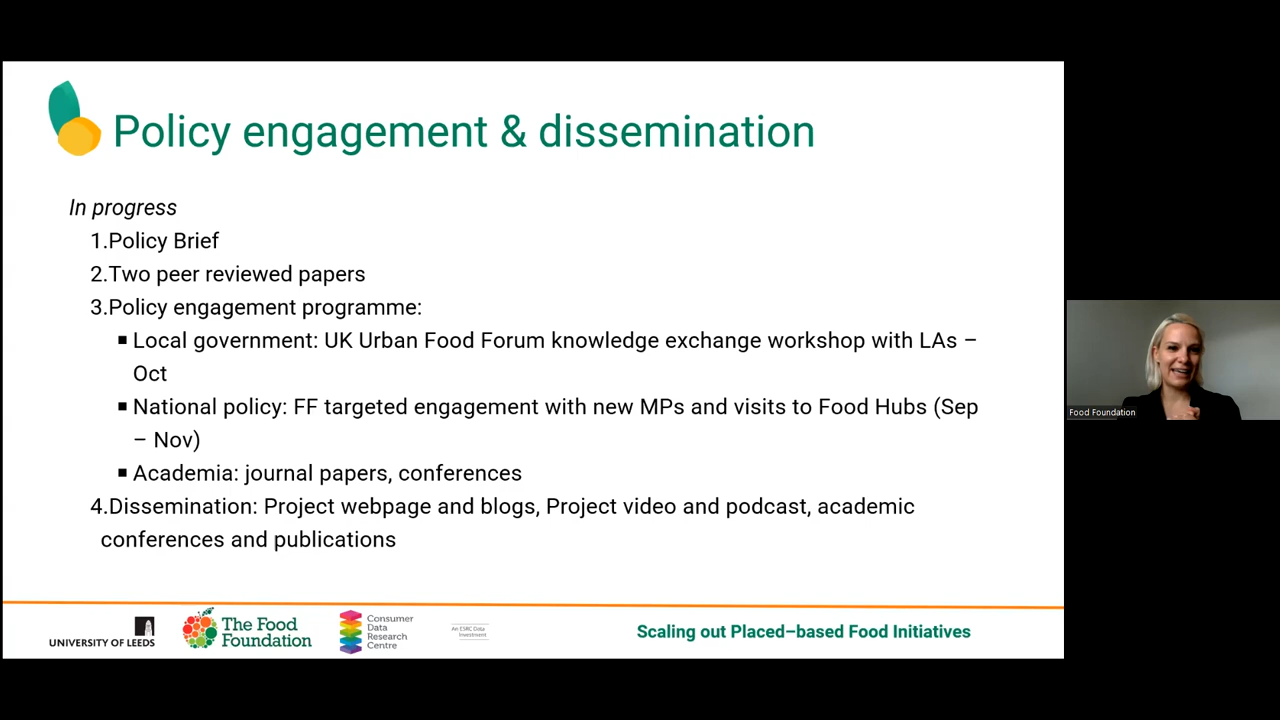 Policy engagement & dissemination
In progress
1.Policy Brief
2.Two peer reviewed papers
3.Policy engagement programme:
▪ Local government: UK Urban Food Forum knowledge exchange workshop with LAs –
Oct
▪ National policy: FF targeted engagement with new MPs and visits to Food Hubs (Sep
– Nov)
▪ Academia: journal papers, conferences
4.Dissemination: Project webpage and blogs, Project video and podcast, academic
conferences and publications
Food Foundation
UNIVERSITY OF LEEDS
The Food
Foundation
Consumer
Data
Research
Centre
An ESRC Data
Investment
Scaling out Placed–based Food Initiatives